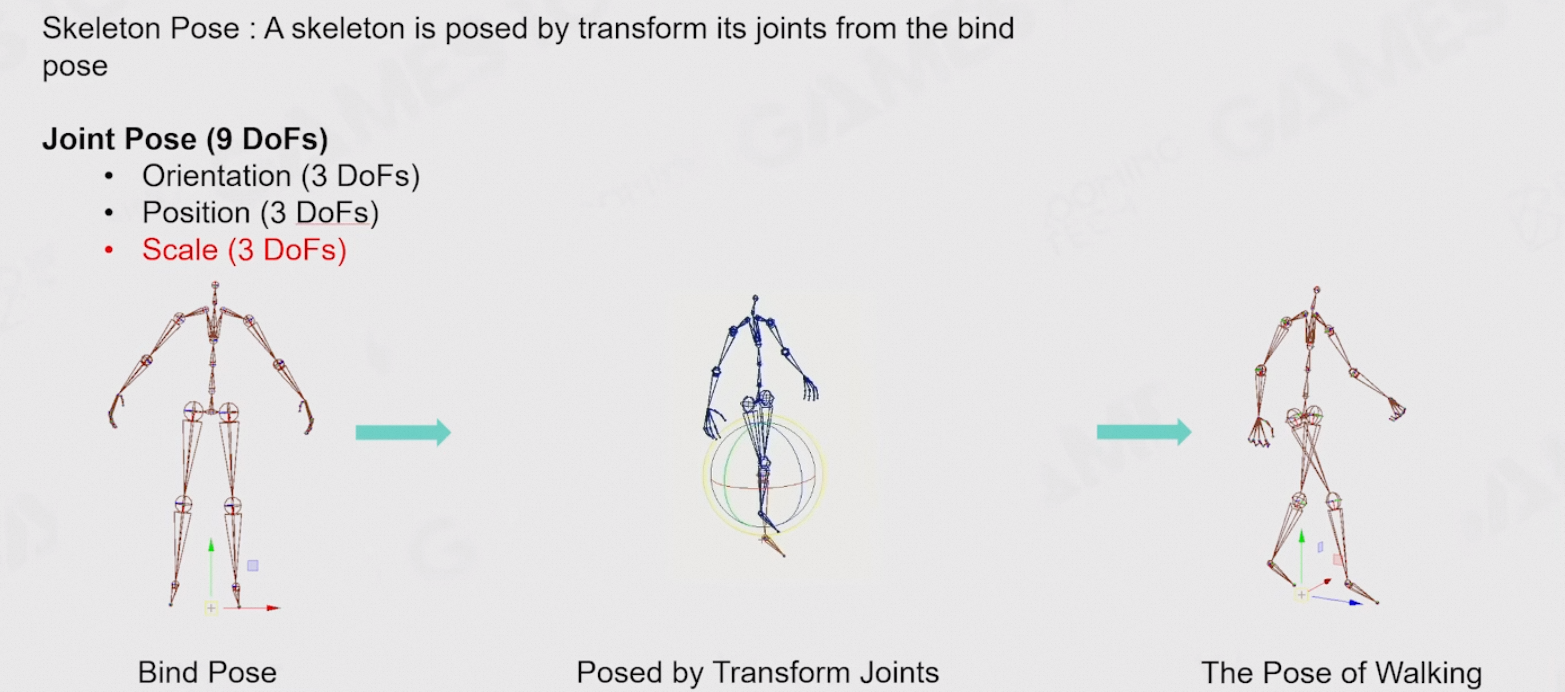 Skeleton Pose : A skeleton is posed by transform its joints from the bind
pose
Joint Pose (9 DoFs)
• Orientation (3 DoFs)
• Position (3 DoFs)
• Scale (3 DoFs)
Bind Pose
Posed by Transform Joints
The Pose of Walking